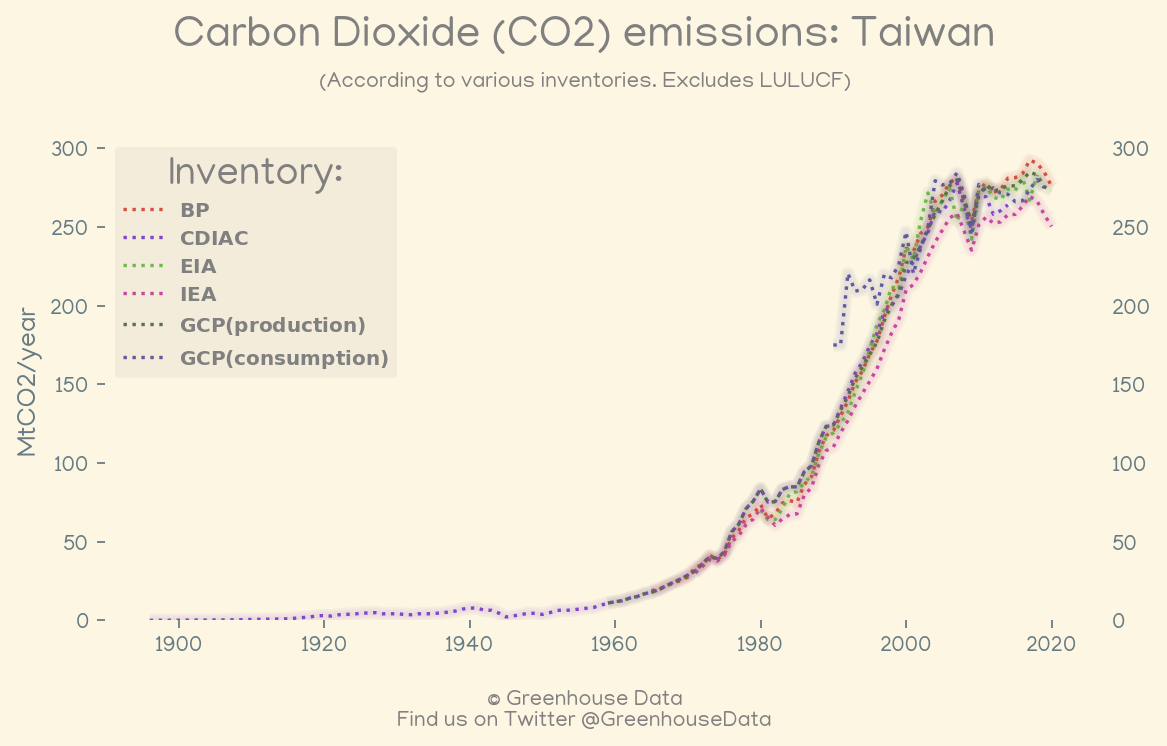 Carbon Dioxide (CO2) emissions: Taiwan
(According to various inventories. Excludes LULUCF)
300
250
200
150
100
50
0
MtCO2/year
Inventory:
BP
CDIAC
EIA
IEA
GCP(production)
GCP(consumption)
300
250
200
150
100
50
0
1900 1920 1940 1960 1980 2000 2020
© Greenhouse Data
Find us on Twitter @GreenhouseData